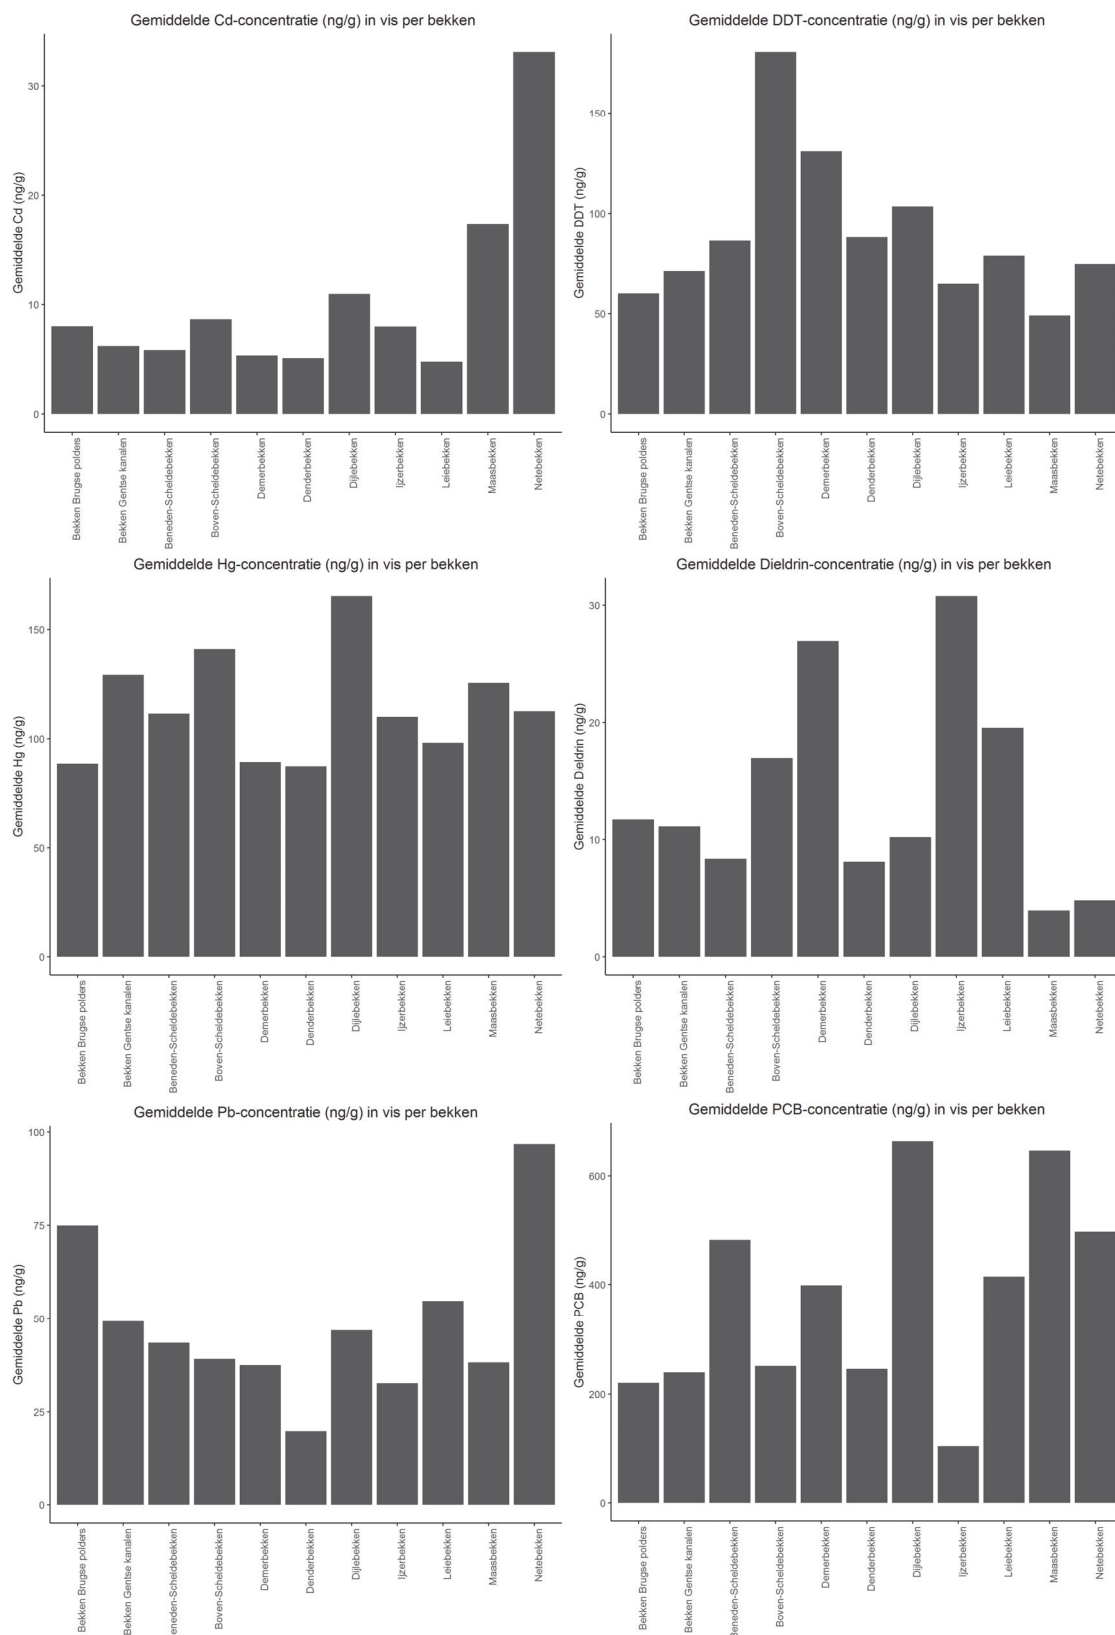 Gemiddelde Cd-concentratie (ng/g) in vis per bekken
Gemiddelde Cd (ng/g)
30
20
10
0
Bekken Brugse polders
Bekken Gentse kanalen
Beneden-Scheldebekken
Boven-Scheldebekken
Demerbekken
Denderbekken
Dijlebekken
Ijzerbekken
Leiebekken
Maasbekken
Netebekken
Gemiddelde DDT-concentratie (ng/g) in vis per bekken
Gemiddelde DDT (ng/g)
150
100
50
0
Bekken Brugse polders
Bekken Gentse kanalen
Beneden-Scheldebekken
Boven-Scheldebekken
Demerbekken
Denderbekken
Dijlebekken
Ijzerbekken
Leiebekken
Maasbekken
Netebekken
Gemiddelde Hg-concentratie (ng/g) in vis per bekken
Gemiddelde Hg (ng/g)
150
100
50
0
Bekken Brugse polders
Bekken Gentse kanalen
Beneden-Scheldebekken
Boven-Scheldebekken
Demerbekken
Denderbekken
Dijlebekken
Ijzerbekken
Leiebekken
Maasbekken
Netebekken
Gemiddelde Dieldrin-concentratie (ng/g) in vis per bekken
Gemiddelde Dieldrin (ng/g)
30
20
10
0
Bekken Brugse polders
Bekken Gentse kanalen
Beneden-Scheldebekken
Boven-Scheldebekken
Demerbekken
Denderbekken
Dijlebekken
Ijzerbekken
Leiebekken
Maasbekken
Netebekken
Gemiddelde Pb-concentratie (ng/g) in vis per bekken
Gemiddelde Pb (ng/g)
100
75
50
25
0
Bekken Brugse polders
Bekken Gentse kanalen
eneden-Scheldebekken
Boven-Scheldebekken
Demerbekken
Denderbekken
Dijlebekken
Ijzerbekken
Leiebekken
Maasbekken
Netebekken
Gemiddelde PCB-concentratie (ng/g) in vis per bekken
Gemiddelde PCB (ng/g)
600
400
200
0
Bekken Brugse polders
Bekken Gentse kanalen
Beneden-Scheldebekken
Boven-Scheldebekken
Demerbekken
Denderbekken
Dijlebekken
Ijzerbekken
Leiebekken
Maasbekken
Netebekken